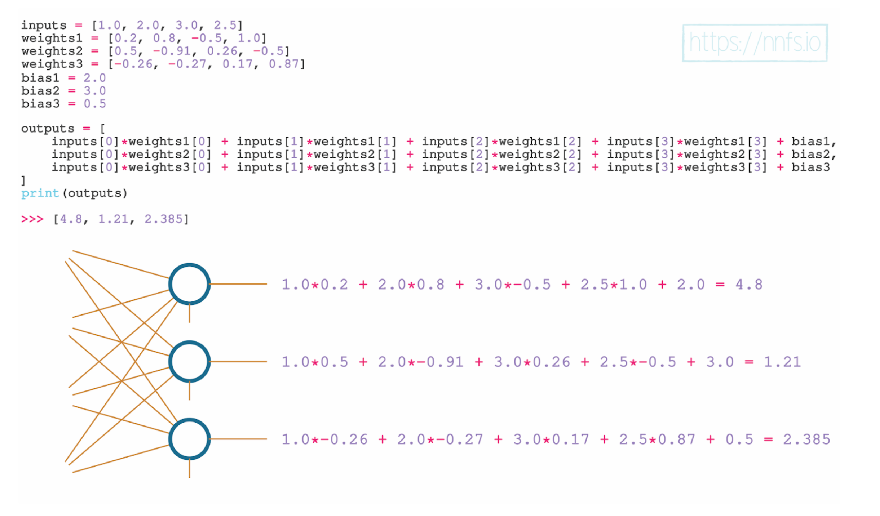 inputs = [1.0, 2.0, 3.0, 2.5]
weights1 = [0.2, 0.8, -0.5, 1.0]
weights2 = [0.5, -0.91, 0.26, -0.5]
weights3 = [-0.26, -0.27, 0.17, 0.87]
bias1 = 2.0
bias2 = 3.0
bias3 = 0.5
https://nnfs.io
outputs = [
    inputs[0]*weights1[0] + inputs[1]*weights1[1] + inputs[2]*weights1[2] + inputs[3]*weights1[3] + bias1,
    inputs[0]*weights2[0] + inputs[1]*weights2[1] + inputs[2]*weights2[2] + inputs[3]*weights2[3] + bias2,
    inputs[0]*weights3[0] + inputs[1]*weights3[1] + inputs[2]*weights3[2] + inputs[3]*weights3[3] + bias3
]
print(outputs)
>>> [4.8, 1.21, 2.385]
1.0*0.2 + 2.0*0.8 + 3.0*-0.5 + 2.5*1.0 + 2.0 = 4.8
1.0*0.5 + 2.0*-0.91 + 3.0*0.26 + 2.5*-0.5 + 3.0 = 1.21
1.0*-0.26 + 2.0*-0.27 + 3.0*0.17 + 2.5*0.87 + 0.5 = 2.385